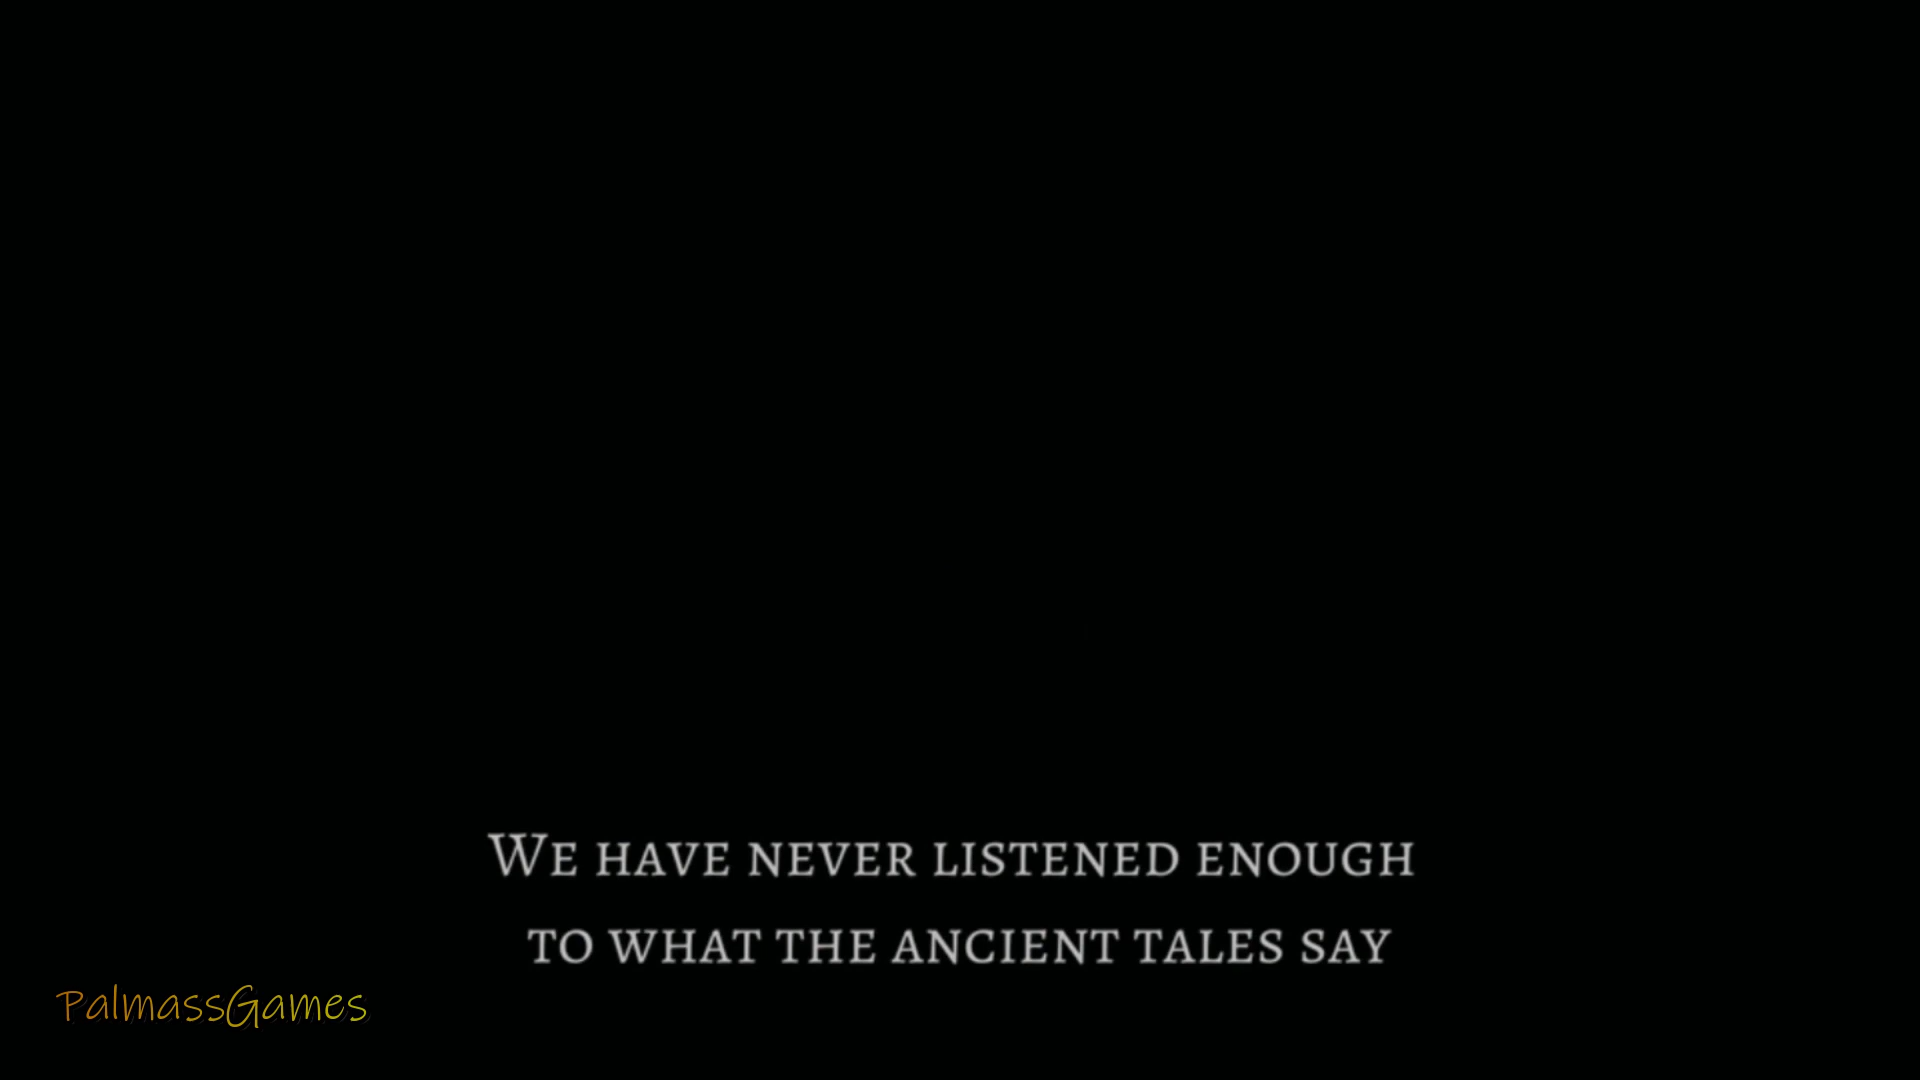 We have never listened enough
to what the ancient tales say
PalmassGames